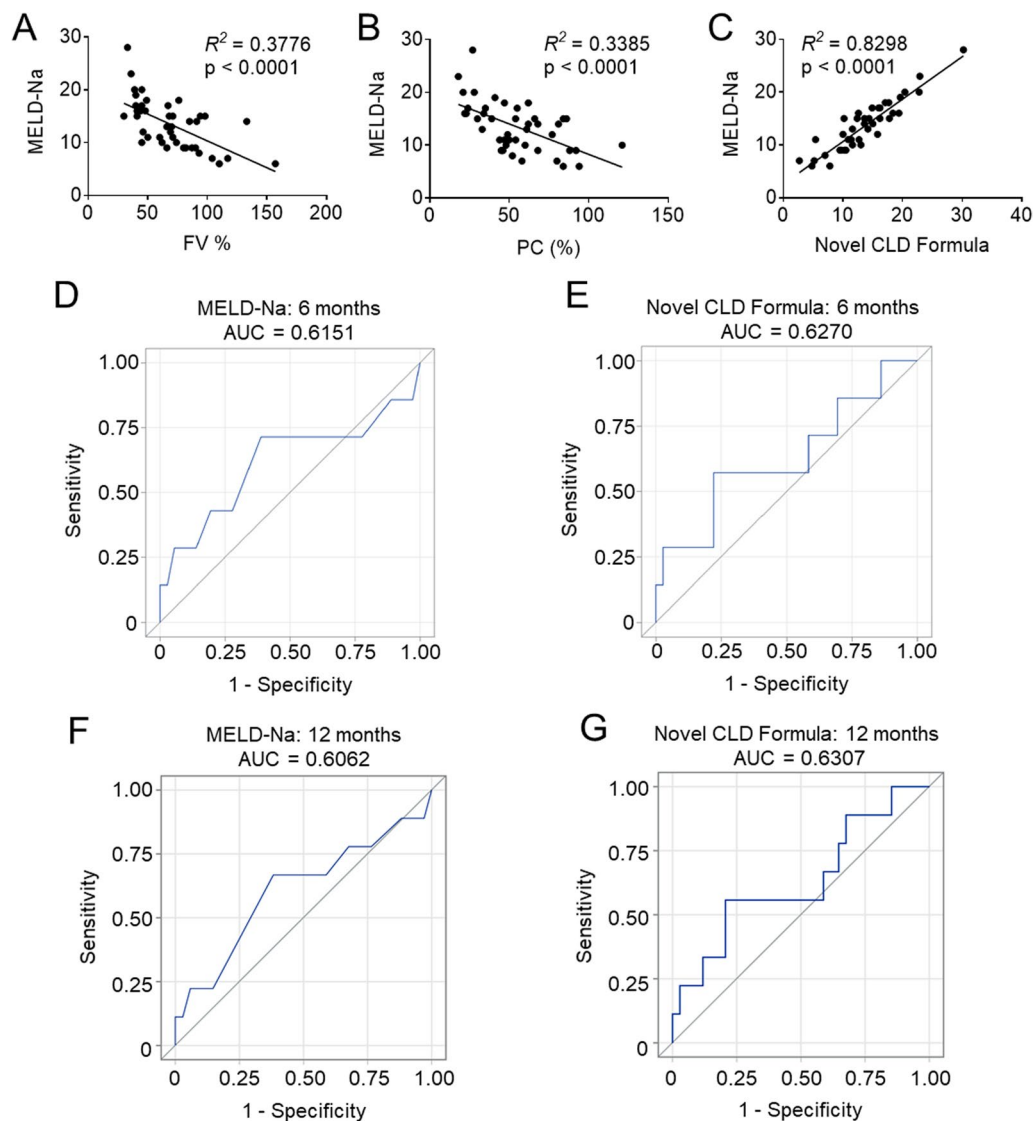 A
R² = 0.3776
p < 0.0001
MELD-Na
30
20
10
0
0
50
100
150
200
FV %
B
R² = 0.3385
p < 0.0001
MELD-Na
30
20
10
0
0
50
100
150
PC (%)
C
R² = 0.8298
p < 0.0001
MELD-Na
30
20
10
0
0
10
20
30
40
Novel CLD Formula
D
MELD-Na: 6 months
AUC = 0.6151
Sensitivity
1.00
0.75
0.50
0.25
0
0
0.25
0.50
0.75
1.00
1 - Specificity
E
Novel CLD Formula: 6 months
AUC = 0.6270
Sensitivity
1.00
0.75
0.50
0.25
0
0
0.25
0.50
0.75
1.00
1 - Specificity
F
MELD-Na: 12 months
AUC = 0.6062
Sensitivity
1.00
0.75
0.50
0.25
0
0
0.25
0.50
0.75
1.00
1 - Specificity
G
Novel CLD Formula: 12 months
AUC = 0.6307
Sensitivity
1.00
0.75
0.50
0.25
0
0
0.25
0.50
0.75
1.00
1 - Specificity